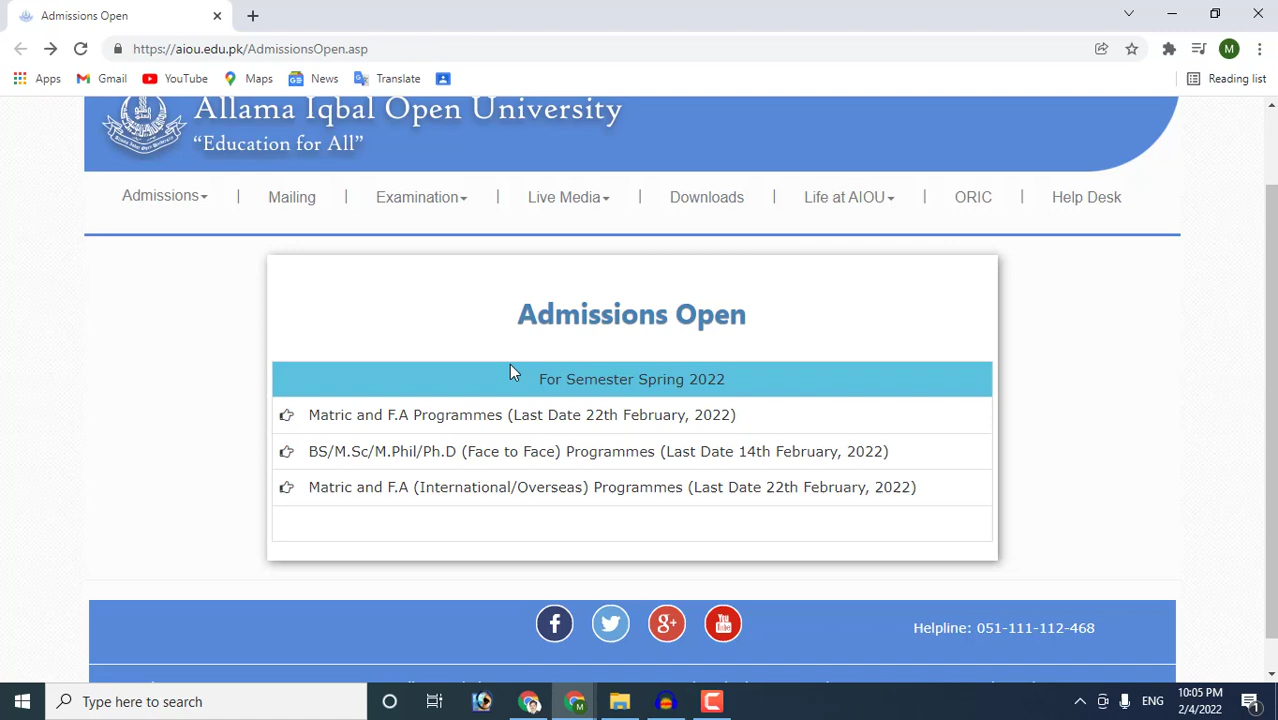 Admissions Open
https://aiou.edu.pk/AdmissionsOpen.asp
M
Apps Gmail YouTube Maps News Translate Reading list
Allama Iqbal Open University
“Education for All”
Admissions | Mailing | Examination | Live Media | Downloads | Life at AIOU | ORIC | Help Desk
Admissions Open
For Semester Spring 2022
Matric and F.A Programmes (Last Date 22th February, 2022)
BS/M.Sc/M.Phil/Ph.D (Face to Face) Programmes (Last Date 14th February, 2022)
Matric and F.A (International/Overseas) Programmes (Last Date 22th February, 2022)
Helpline: 051-111-112-468
Type here to search
ENG
10:05 PM
2/4/2022